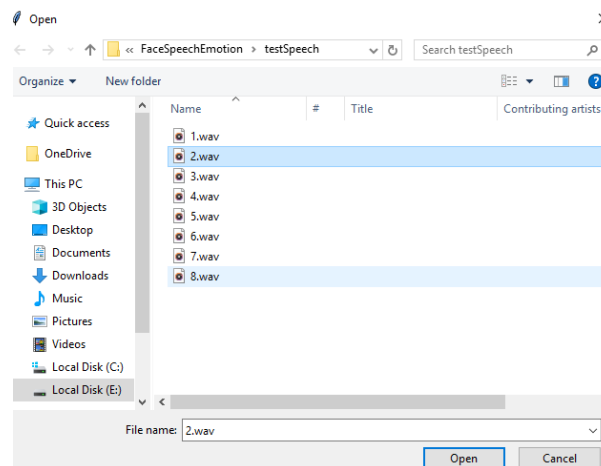 Open
« FaceSpeechEmotion › testSpeech
Search testSpeech
Organize
New folder
?
Name
#
Title
Contributing artists
Quick access
OneDrive
This PC
3D Objects
Desktop
Documents
Downloads
Music
Pictures
Videos
Local Disk (C:)
Local Disk (E:)
1.wav
2.wav
3.wav
4.wav
5.wav
6.wav
7.wav
8.wav
File name: 2.wav
Open
Cancel